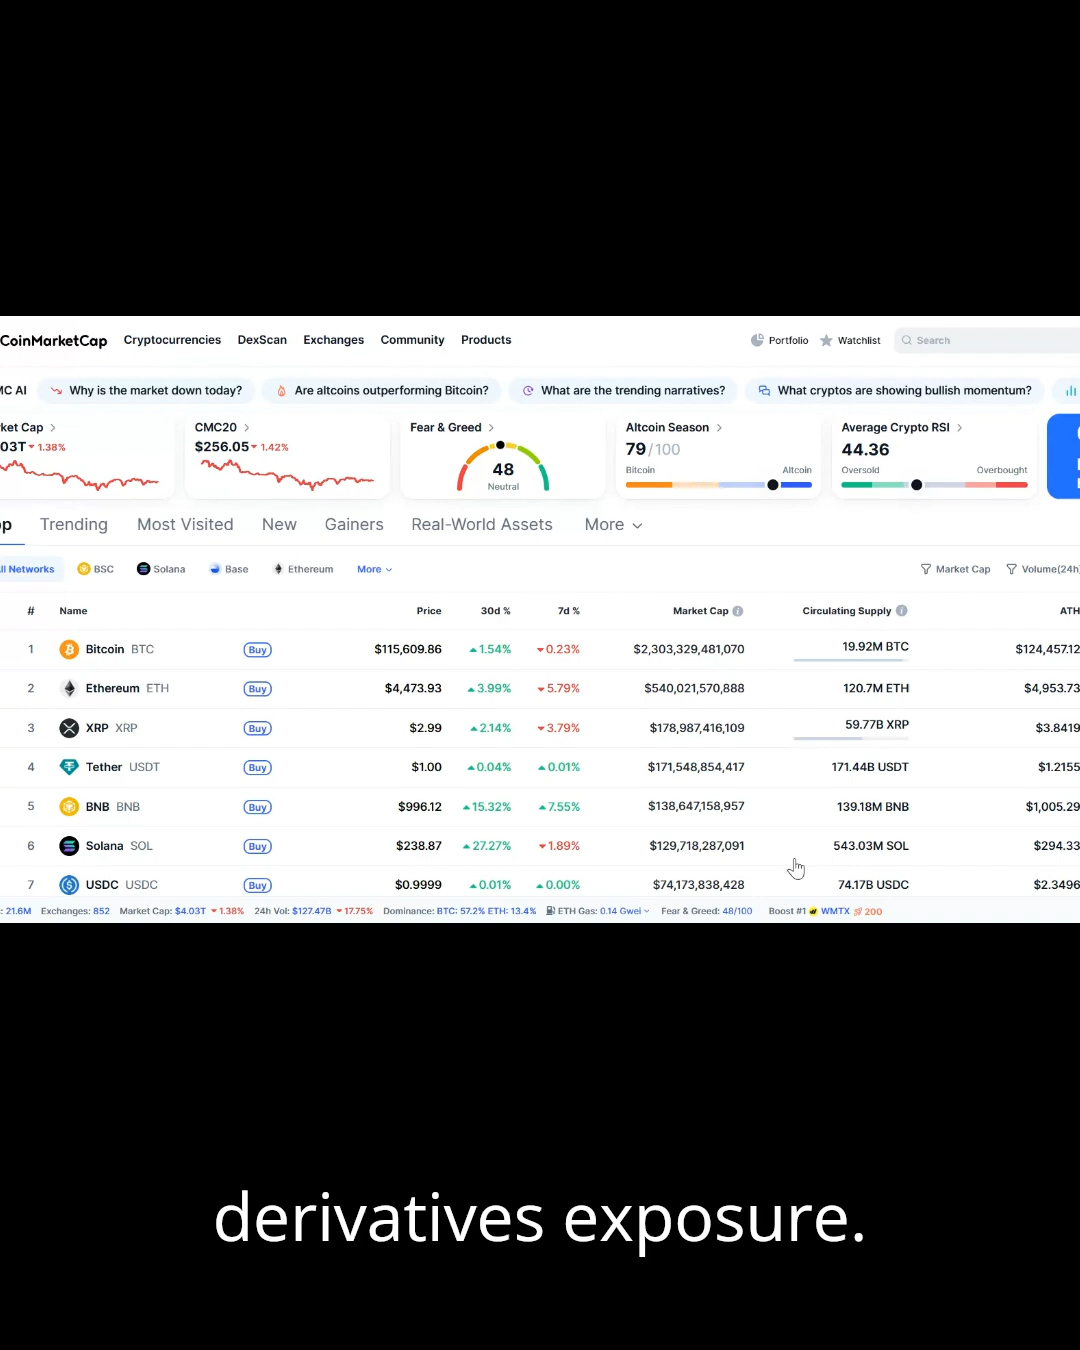 CoinMarketCap Cryptocurrencies DexScan Exchanges Community Products Portfolio Watchlist Search
MC AI Why is the market down today? Are altcoins outperforming Bitcoin? What are the trending narratives? What cryptos are showing bullish momentum?
ket Cap CMC20 Fear & Greed Altcoin Season Average Crypto RSI
03T 1.38% $256.05 1.42% 79/100 44.36
48 Bitcoin Altcoin Oversold Overbought
Neutral
op Trending Most Visited New Gainers Real-World Assets More
ll Networks BSC Solana Base Ethereum More Market Cap Volume(24h)
# Name Price 30d % 7d % Market Cap Circulating Supply ATH
1 Bitcoin BTC Buy $115,609.86 1.54% 0.23% $2,303,329,481,070 19.92M BTC $124,457.12
2 Ethereum ETH Buy $4,473.93 3.99% 5.79% $540,021,570,888 120.7M ETH $4,953.73
3 XRP XRP Buy $2.99 2.14% 3.79% $178,987,416,109 59.77B XRP $3.8419
4 Tether USDT Buy $1.00 0.04% 0.01% $171,548,854,417 171.44B USDT $1.2155
5 BNB BNB Buy $996.12 15.32% 7.55% $138,647,158,957 139.18M BNB $1,005.29
6 Solana SOL Buy $238.87 27.27% 1.89% $129,718,287,091 543.03M SOL $294.33
7 USDC USDC Buy $0.9999 0.01% 0.00% $74,173,838,428 74.17B USDC $2.3496
: 21.6M Exchanges: 852 Market Cap: $4.03T 1.38% 24h Vol: $127.47B 17.75% Dominance: BTC: 57.2% ETH: 13.4% ETH Gas: 0.14 Gwei Fear & Greed: 48/100 Boost #1 WMTX 200
derivatives exposure.